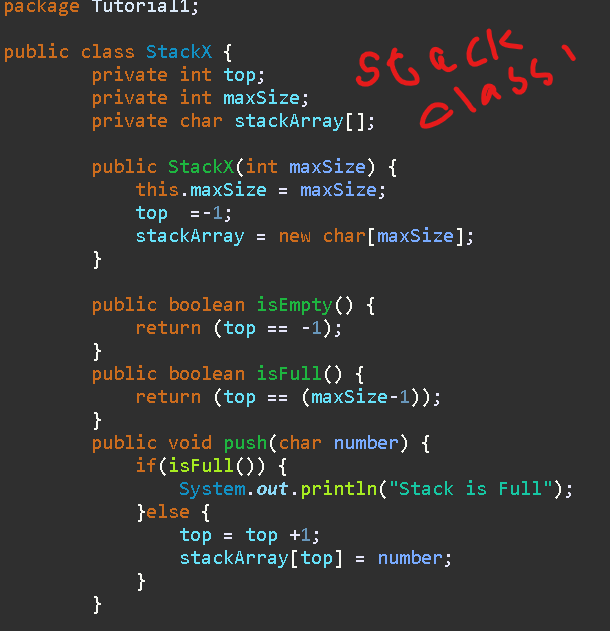 package Tutorial1;
public class StackX {
private int top;
private int maxSize;
private char stackArray[];
stack
class,
public StackX(int maxSize) {
this.maxSize = maxSize;
top  =-1;
stackArray = new char[maxSize];
}
public boolean isEmpty() {
return (top == -1);
}
public boolean isFull() {
return (top == (maxSize-1));
}
public void push(char number) {
if(isFull()) {
System.out.println("Stack is Full");
}else {
top = top +1;
stackArray[top] = number;
}
}